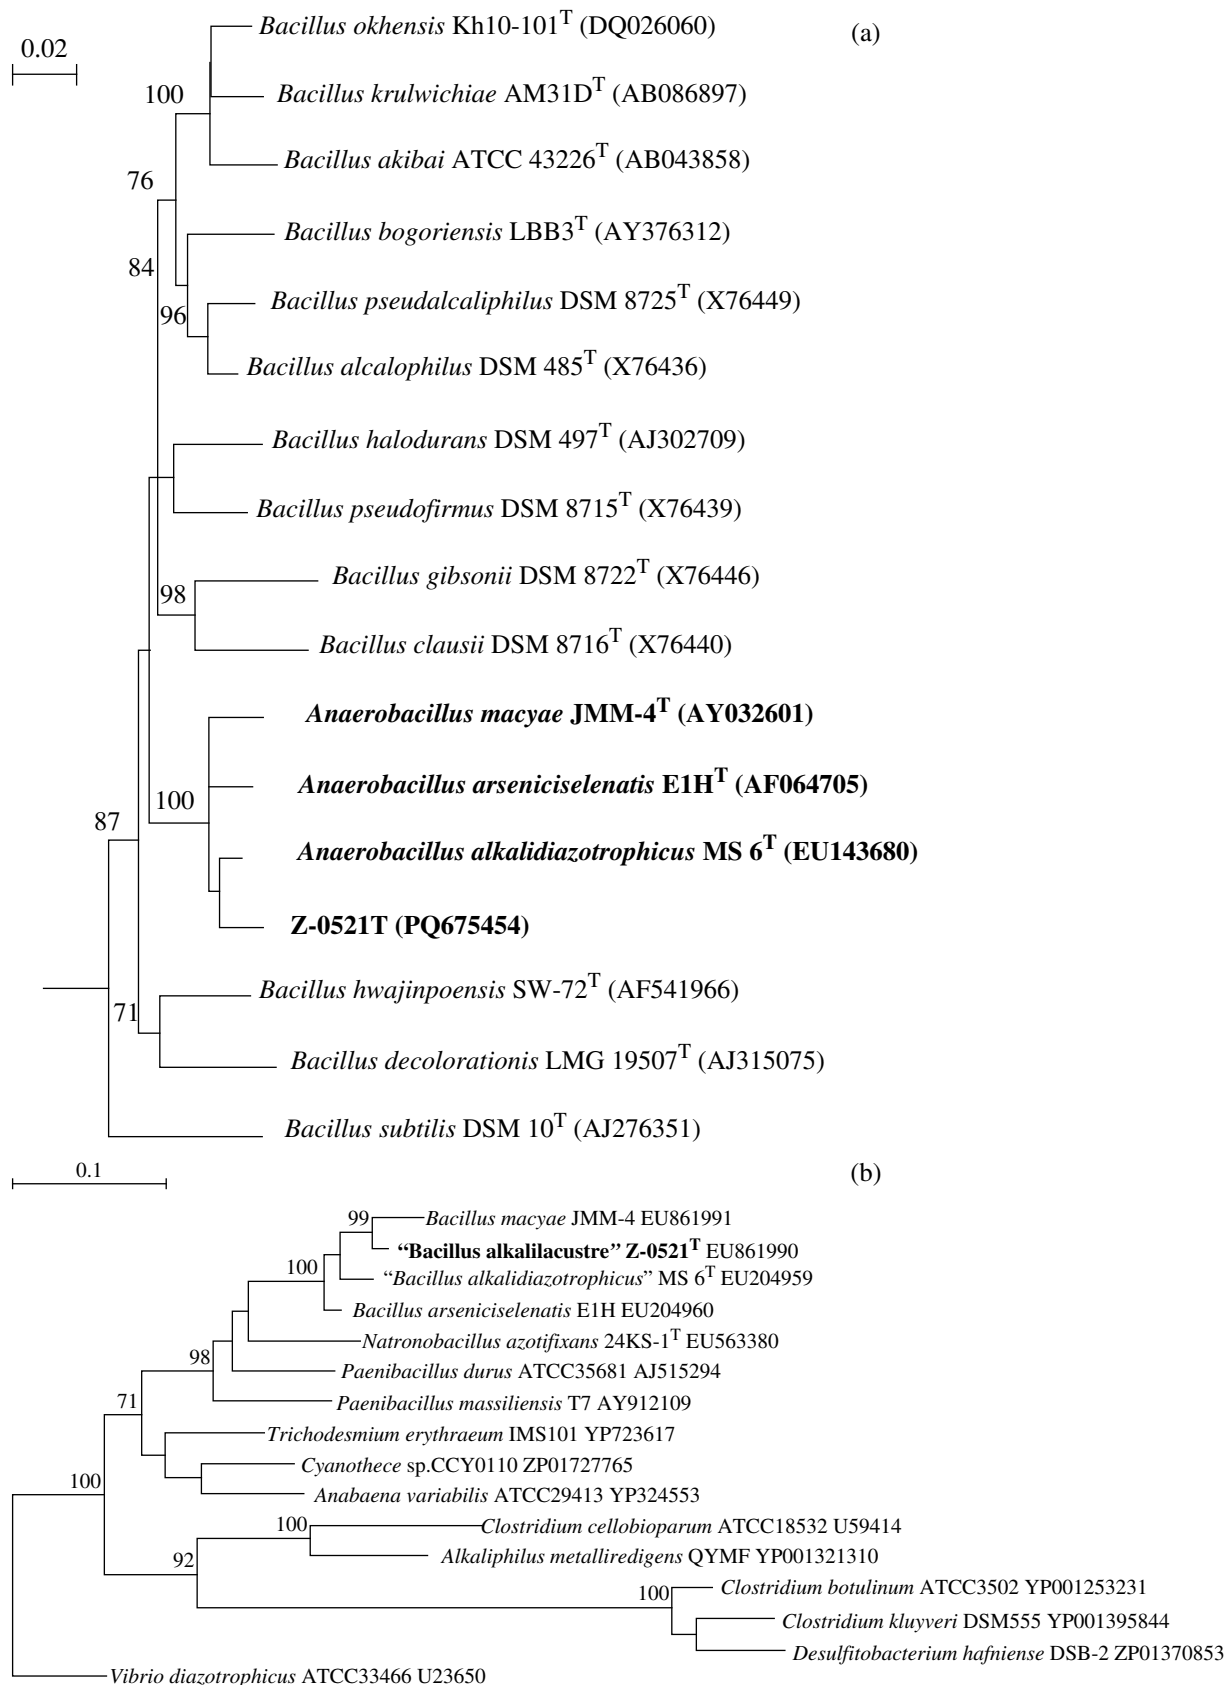 0.02
(a)
Bacillus okhensis Kh10-101T (DQ026060)
100
Bacillus krulwichiae AM31DT (AB086897)
Bacillus akibai ATCC 43226T (AB043858)
76
Bacillus bogoriensis LBB3T (AY376312)
84
Bacillus pseudalcaliphilus DSM 8725T (X76449)
96
Bacillus alcalophilus DSM 485T (X76436)
Bacillus halodurans DSM 497T (AJ302709)
Bacillus pseudofirmus DSM 8715T (X76439)
Bacillus gibsonii DSM 8722T (X76446)
98
Bacillus clausii DSM 8716T (X76440)
Anaerobacillus macyae JMM-4T (AY032601)
Anaerobacillus arseniciselenatis E1HT (AF064705)
100
87
Anaerobacillus alkalidiazotrophicus MS 6T (EU143680)
Z-0521T (PQ675454)
Bacillus hwajinpoensis SW-72T (AF541966)
71
Bacillus decolorationis LMG 19507T (AJ315075)
Bacillus subtilis DSM 10T (AJ276351)
0.1
(b)
99
Bacillus macyae JMM-4 EU861991
“Bacillus alkalilacustre” Z-0521T EU861990
100
“Bacillus alkalidiazotrophicus” MS 6T EU204959
Bacillus arseniciselenatis E1H EU204960
Natronobacillus azotifixans 24KS-1T EU563380
98
Paenibacillus durus ATCC35681 AJ515294
71
Paenibacillus massiliensis T7 AY912109
Trichodesmium erythraeum IMS101 YP723617
Cyanothece sp.CCY0110 ZP01727765
100
Anabaena variabilis ATCC29413 YP324553
100
Clostridium cellobioparum ATCC18532 U59414
92
Alkaliphilus metalliredigens QYMF YP001321310
100
Clostridium botulinum ATCC3502 YP001253231
Clostridium kluyveri DSM555 YP001395844
Desulfitobacterium hafniense DSB-2 ZP01370853
Vibrio diazotrophicus ATCC33466 U23650